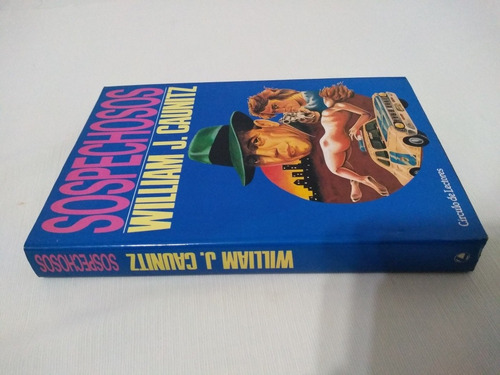 SOSPECHOSOS
WILLIAM J. CAUNITZ
Círculo de Lectores
WILLIAM J. CAUNITZ
SOSPECHOSOS